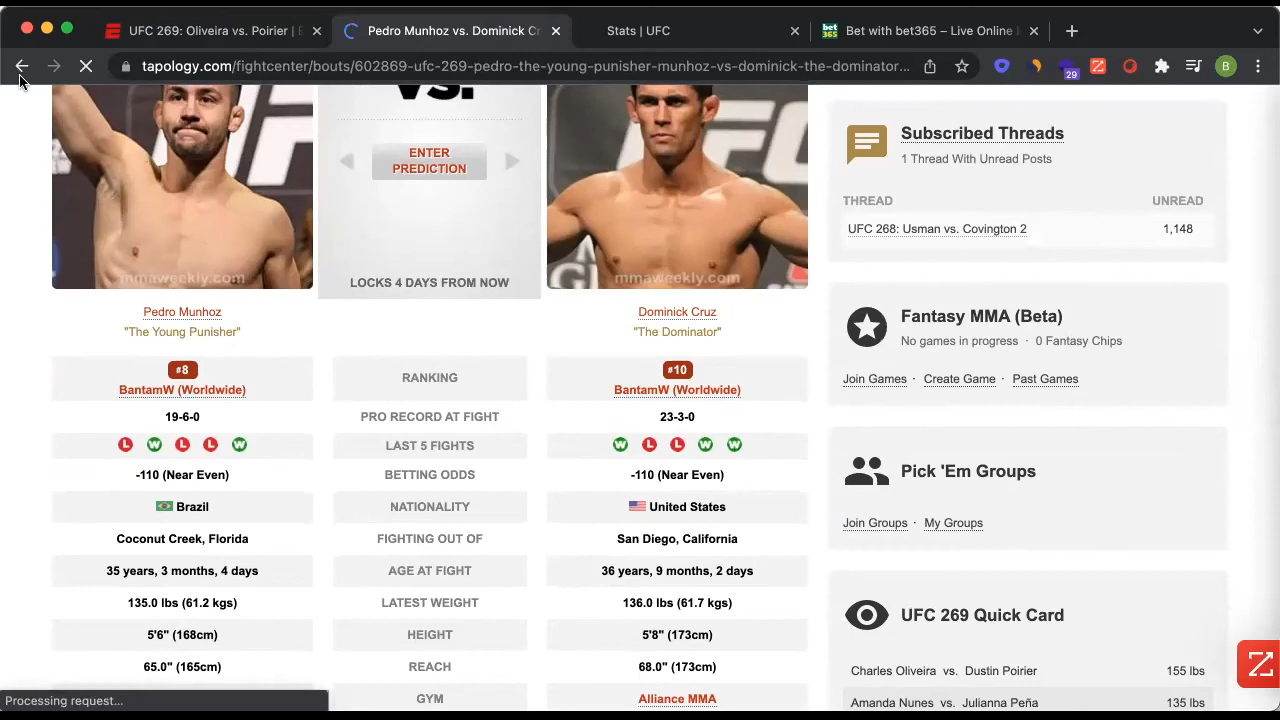 UFC 269: Oliveira vs. Poirier |
Pedro Munhoz vs. Dominick Cr
Stats | UFC
bet365
Bet with bet365 – Live Online
tapology.com/fightcenter/bouts/602869-ufc-269-pedro-the-young-punisher-munhoz-vs-dominick-the-dominator...
29
B
VS.
ENTER
PREDICTION
LOCKS 4 DAYS FROM NOW
mmaweekly.com
mmaweekly.com
Pedro Munhoz
Dominick Cruz
"The Young Punisher"
"The Dominator"
#8
BantamW (Worldwide)
RANKING
#10
BantamW (Worldwide)
19-6-0
PRO RECORD AT FIGHT
23-3-0
L W L L W
LAST 5 FIGHTS
W L L W W
-110 (Near Even)
BETTING ODDS
-110 (Near Even)
Brazil
NATIONALITY
United States
Coconut Creek, Florida
FIGHTING OUT OF
San Diego, California
35 years, 3 months, 4 days
AGE AT FIGHT
36 years, 9 months, 2 days
135.0 lbs (61.2 kgs)
LATEST WEIGHT
136.0 lbs (61.7 kgs)
5'6" (168cm)
HEIGHT
5'8" (173cm)
65.0" (165cm)
REACH
68.0" (173cm)
GYM
Alliance MMA
Processing request...
Subscribed Threads
1 Thread With Unread Posts
THREAD
UNREAD
UFC 268: Usman vs. Covington 2
1,148
Fantasy MMA (Beta)
No games in progress · 0 Fantasy Chips
Join Games · Create Game · Past Games
Pick 'Em Groups
Join Groups · My Groups
UFC 269 Quick Card
Charles Oliveira vs. Dustin Poirier
155 lbs
Amanda Nunes vs. Julianna Peña
135 lbs